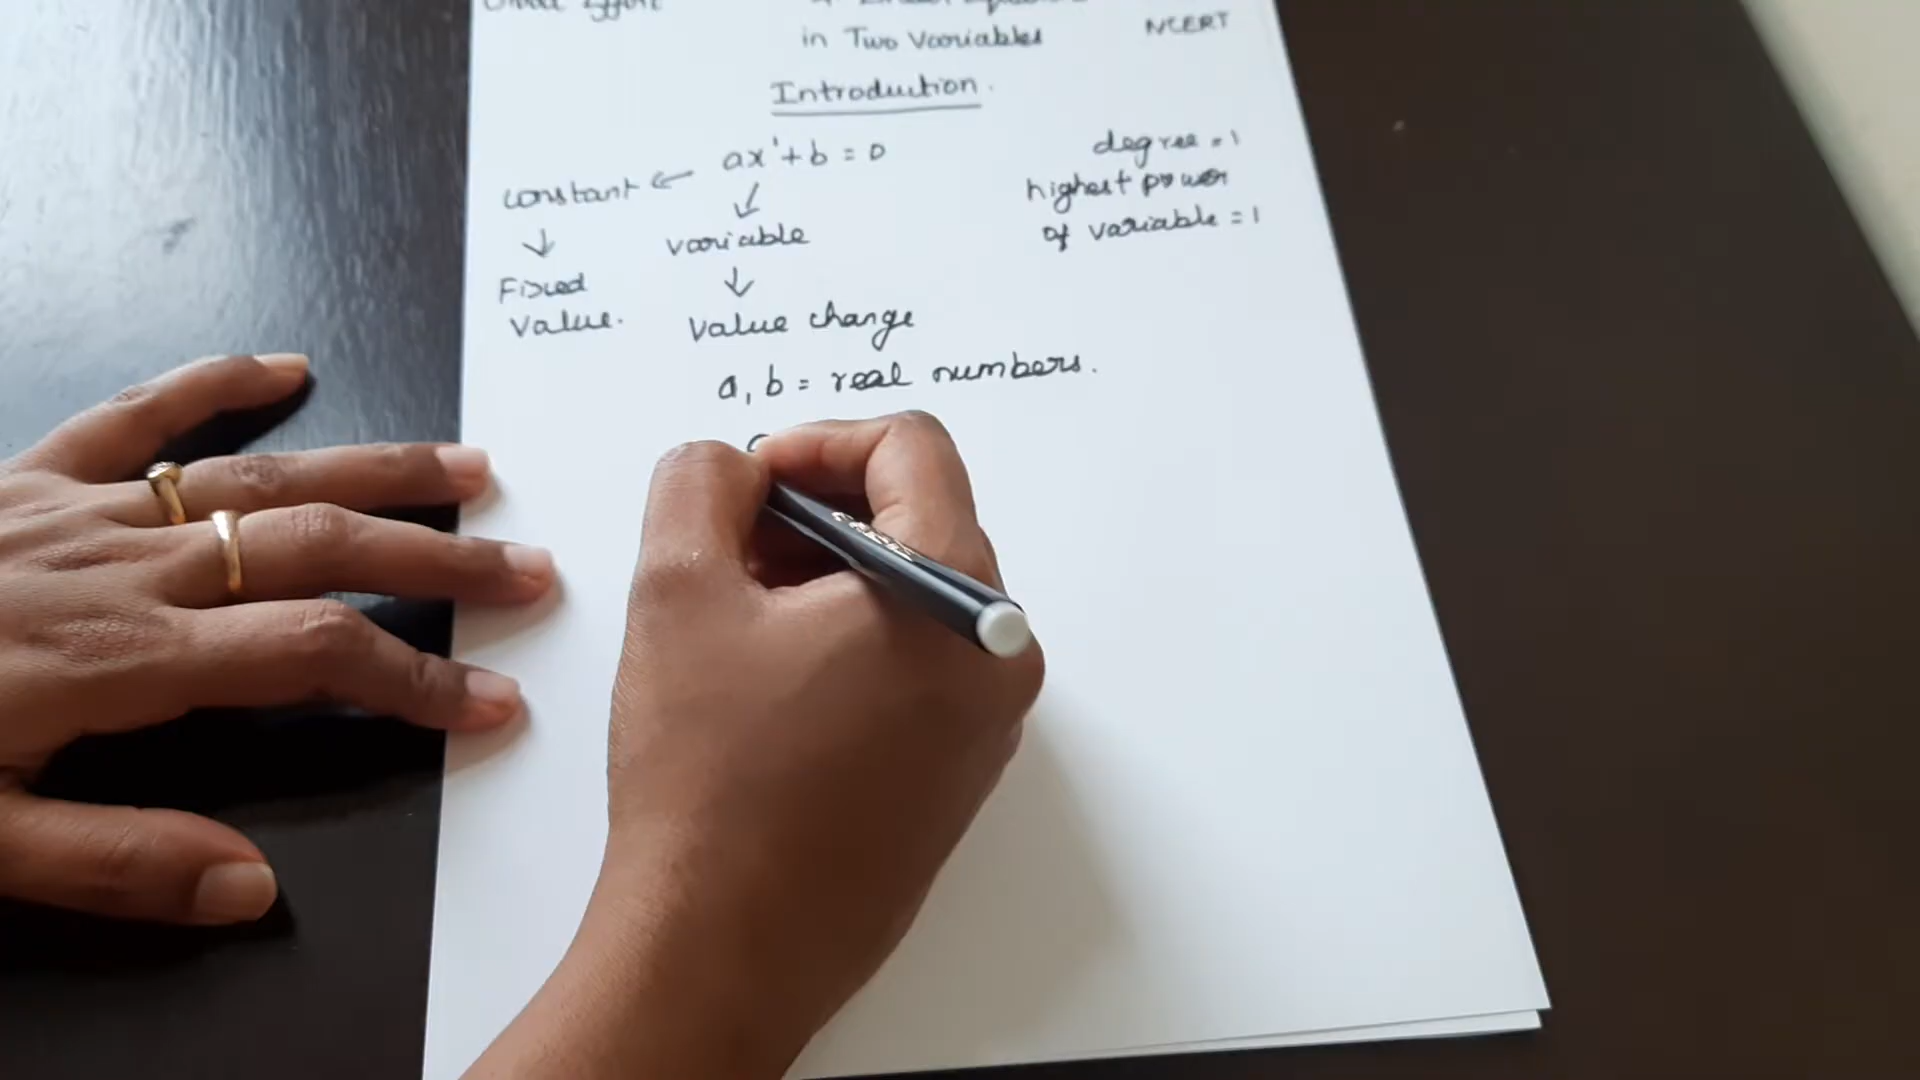 in Two Variables
NCERT
Introduction.
ax¹ + b = 0
degree = 1
constant ←
highest power
↓
of variable = 1
↓
variable
Fixed
↓
Value.
Value change
a, b = real numbers.